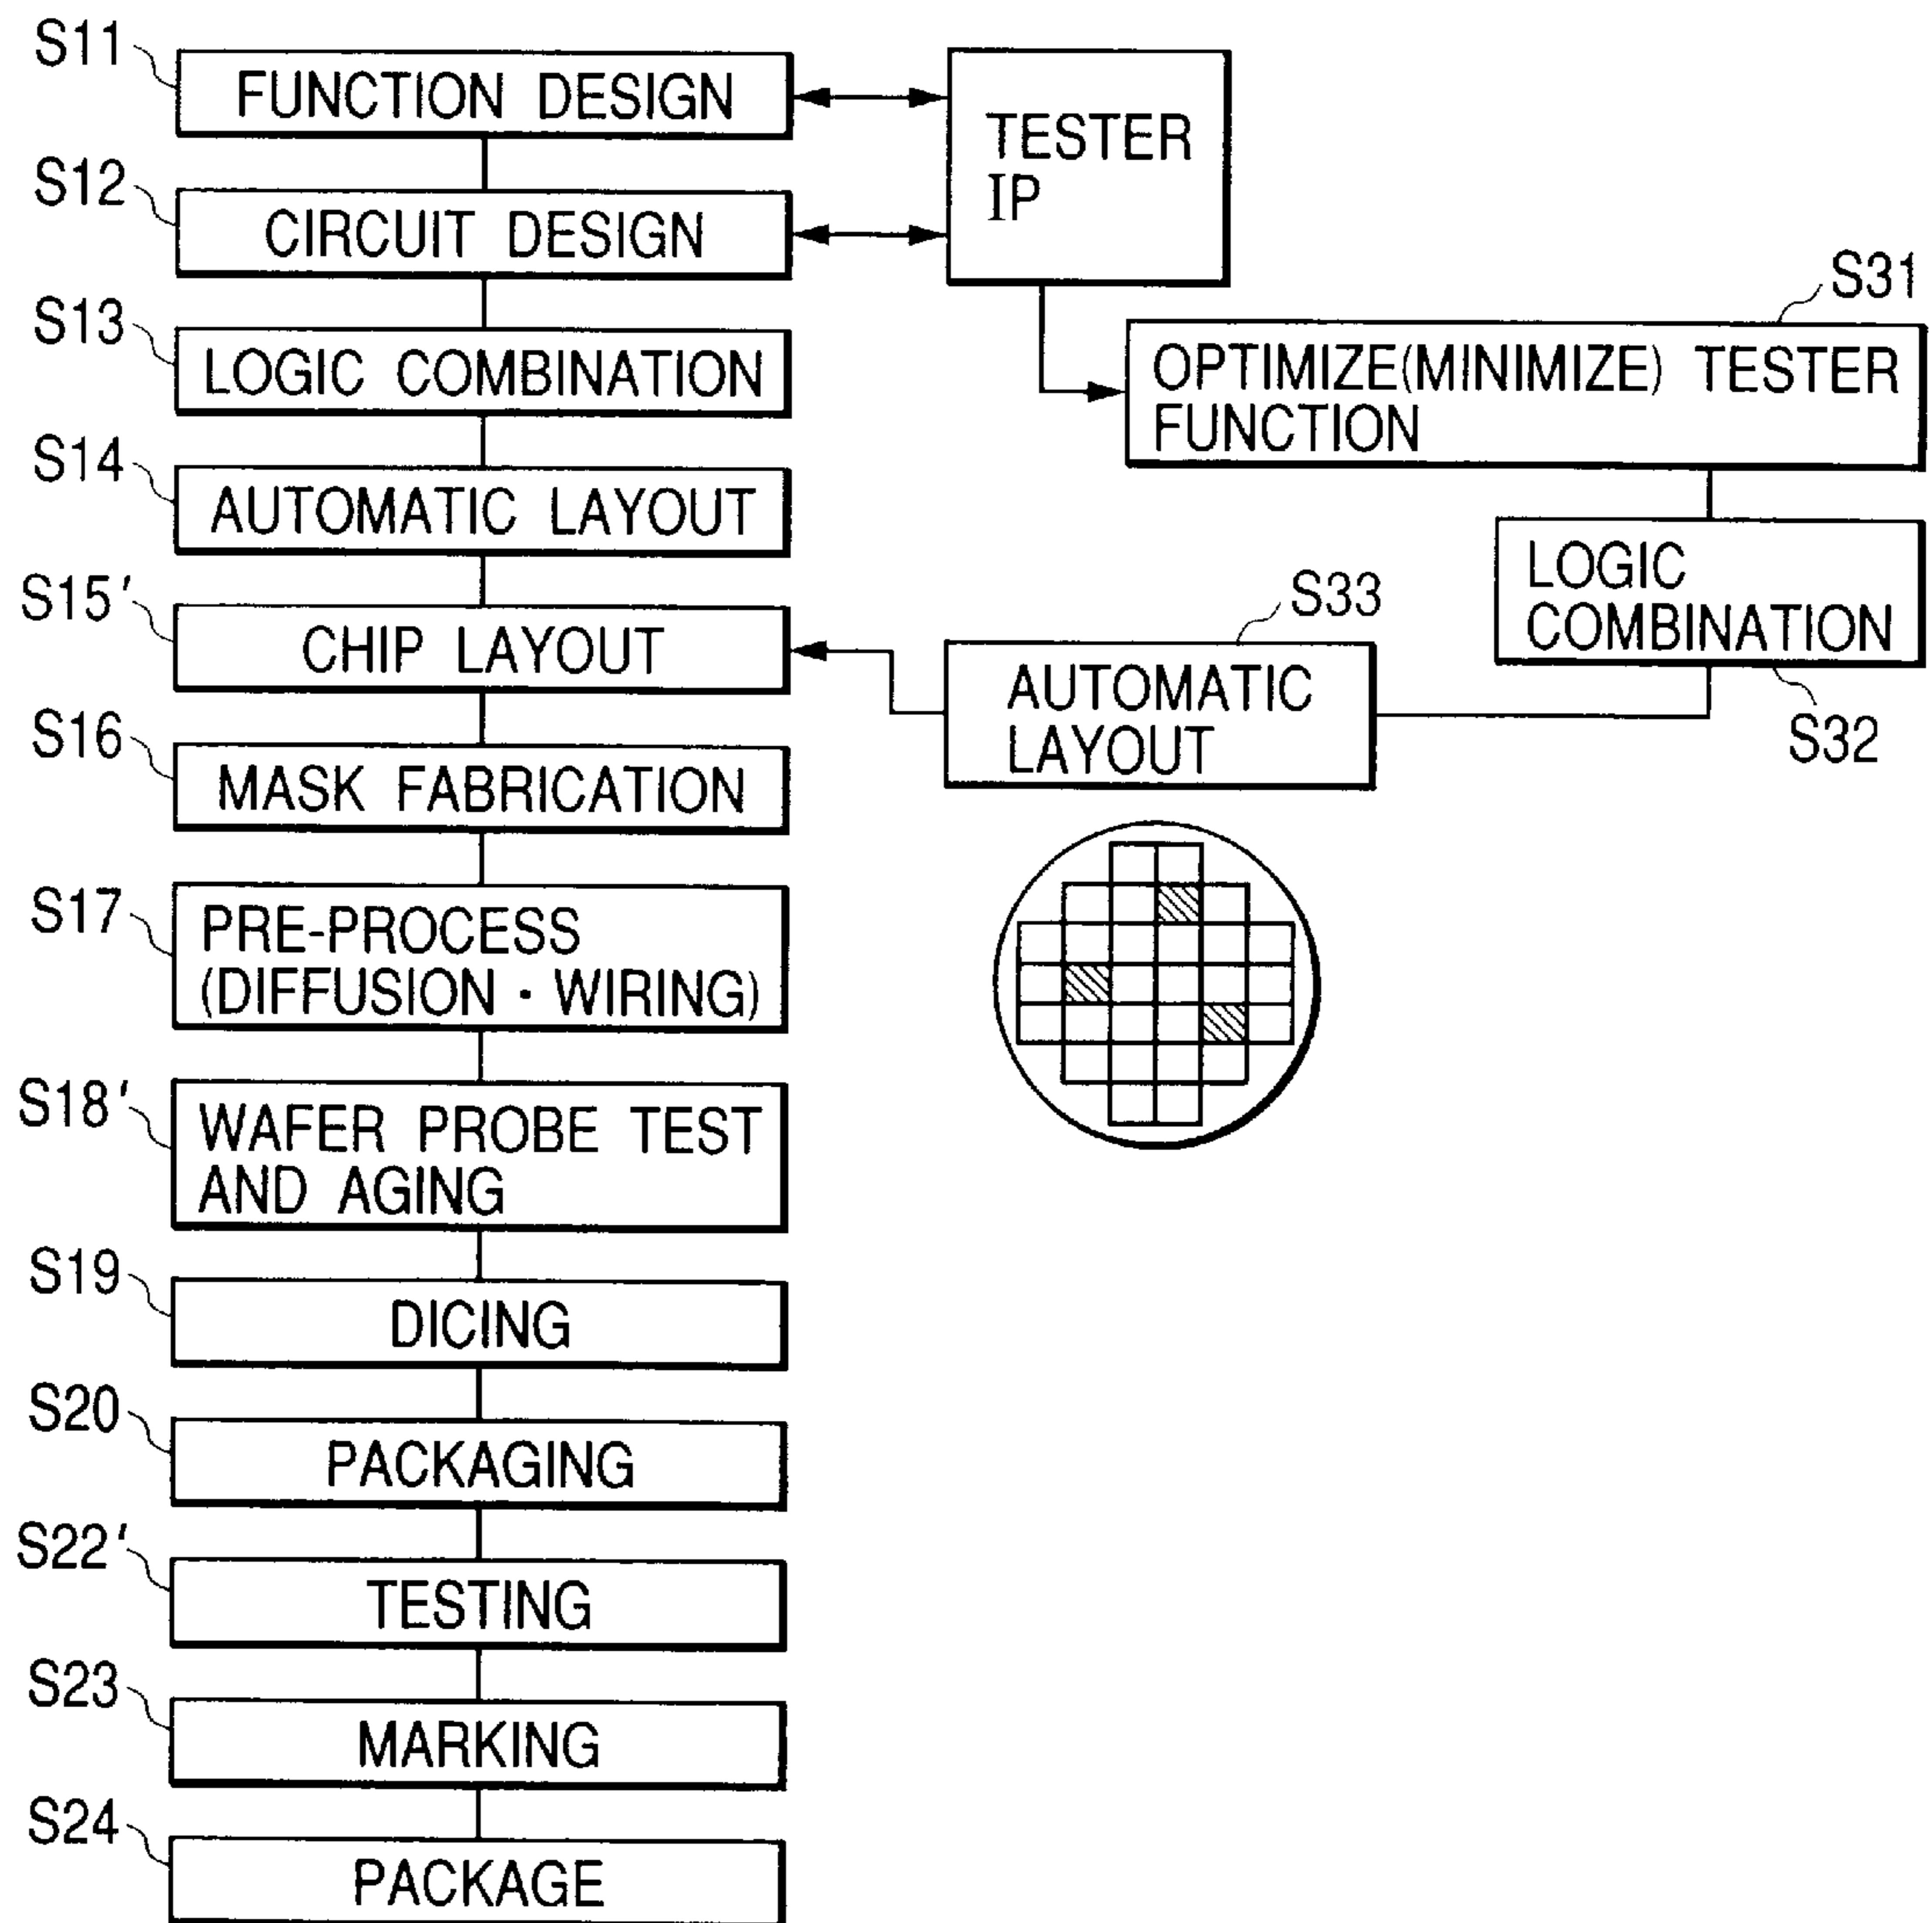 S11
FUNCTION DESIGN
TESTER
IP
S12
CIRCUIT DESIGN
S13
LOGIC COMBINATION
S31
OPTIMIZE(MINIMIZE) TESTER
FUNCTION
S14
AUTOMATIC LAYOUT
LOGIC
COMBINATION
S32
S15'
CHIP LAYOUT
S33
AUTOMATIC
LAYOUT
S16
MASK FABRICATION
S17
PRE-PROCESS
(DIFFUSION · WIRING)
S18'
WAFER PROBE TEST
AND AGING
S19
DICING
S20
PACKAGING
S22'
TESTING
S23
MARKING
S24
PACKAGE